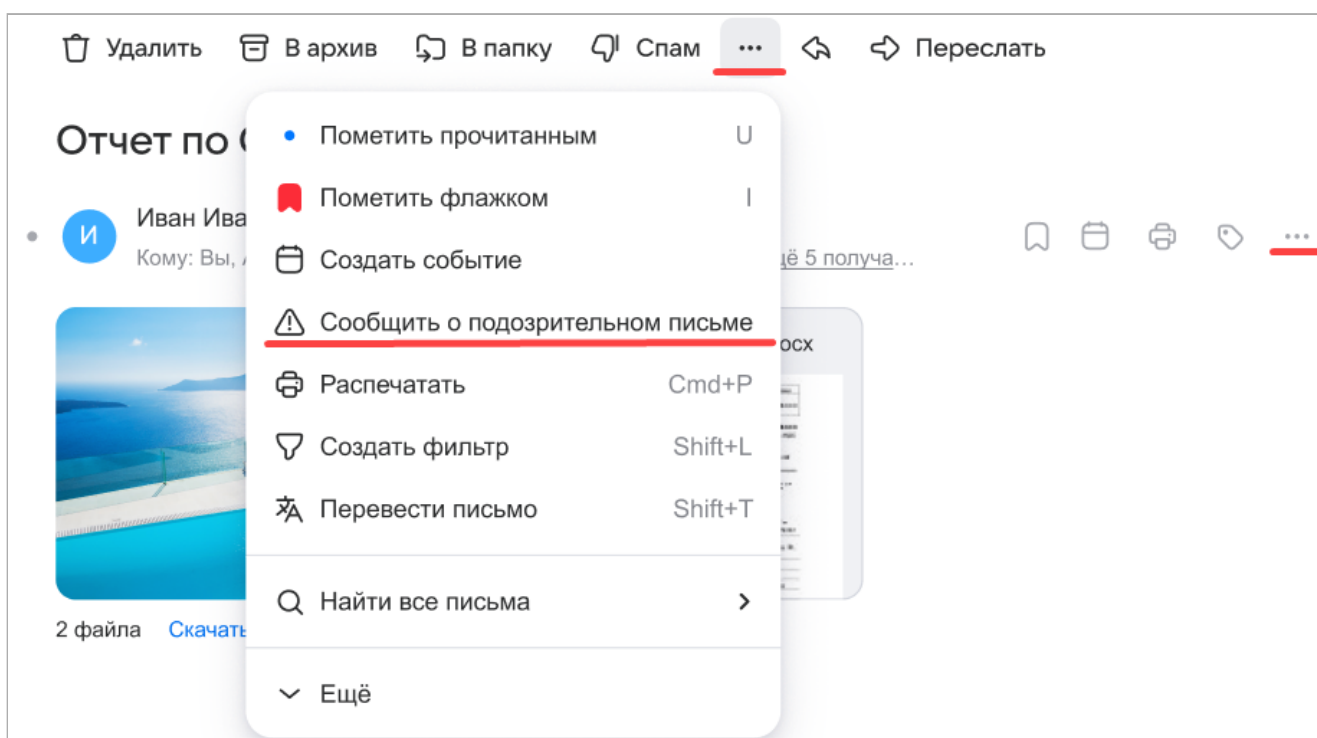 Удалить В архив В папку Спам ... Переслать
Отчет по
Пометить прочитанным U
Пометить флажком I
И
Иван Ива
Кому: Вы,
щё 5 получа...
...
Создать событие
Сообщить о подозрительном письме
осх
Распечатать Cmd+P
Создать фильтр Shift+L
Перевести письмо Shift+T
Найти все письма
2 файла Скачать
Ещё